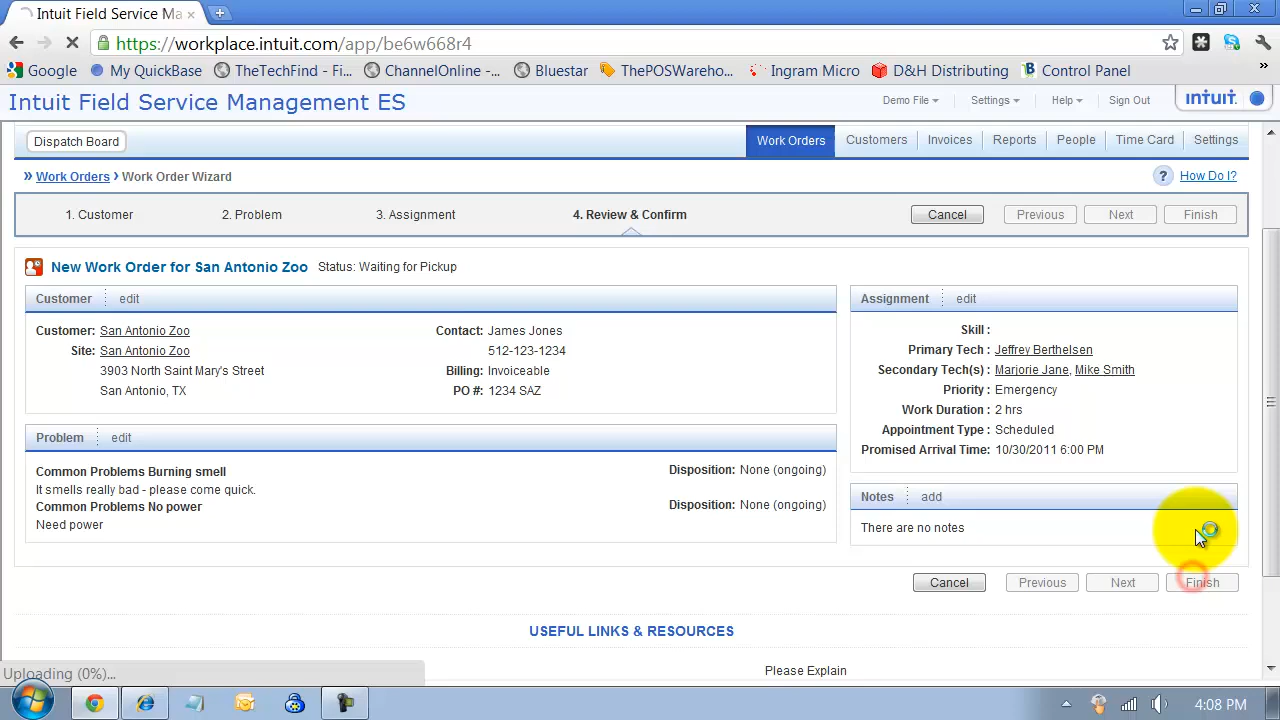 Intuit Field Service Ma
https://workplace.intuit.com/app/be6w668r4
Google My QuickBase TheTechFind - Fi... ChannelOnline -... Bluestar ThePOSWareho... Ingram Micro D&H Distributing Control Panel »
Intuit Field Service Management ES Demo File Settings Help Sign Out intuit.
Dispatch Board Work Orders Customers Invoices Reports People Time Card Settings
» Work Orders › Work Order Wizard ? How Do I?
1. Customer 2. Problem 3. Assignment 4. Review & Confirm Cancel Previous Next Finish
New Work Order for San Antonio Zoo Status: Waiting for Pickup
Customer edit
Customer: San Antonio Zoo Contact: James Jones
Site: San Antonio Zoo 512-123-1234
3903 North Saint Mary's Street Billing: Invoiceable
San Antonio, TX PO #: 1234 SAZ
Problem edit
Common Problems Burning smell Disposition: None (ongoing)
It smells really bad - please come quick.
Common Problems No power Disposition: None (ongoing)
Need power
Assignment edit
Skill :
Primary Tech : Jeffrey Berthelsen
Secondary Tech(s) : Marjorie Jane, Mike Smith
Priority : Emergency
Work Duration : 2 hrs
Appointment Type : Scheduled
Promised Arrival Time: 10/30/2011 6:00 PM
Notes add
There are no notes
Cancel Previous Next Finish
USEFUL LINKS & RESOURCES
Please Explain
Uploading (0%)...
4:08 PM